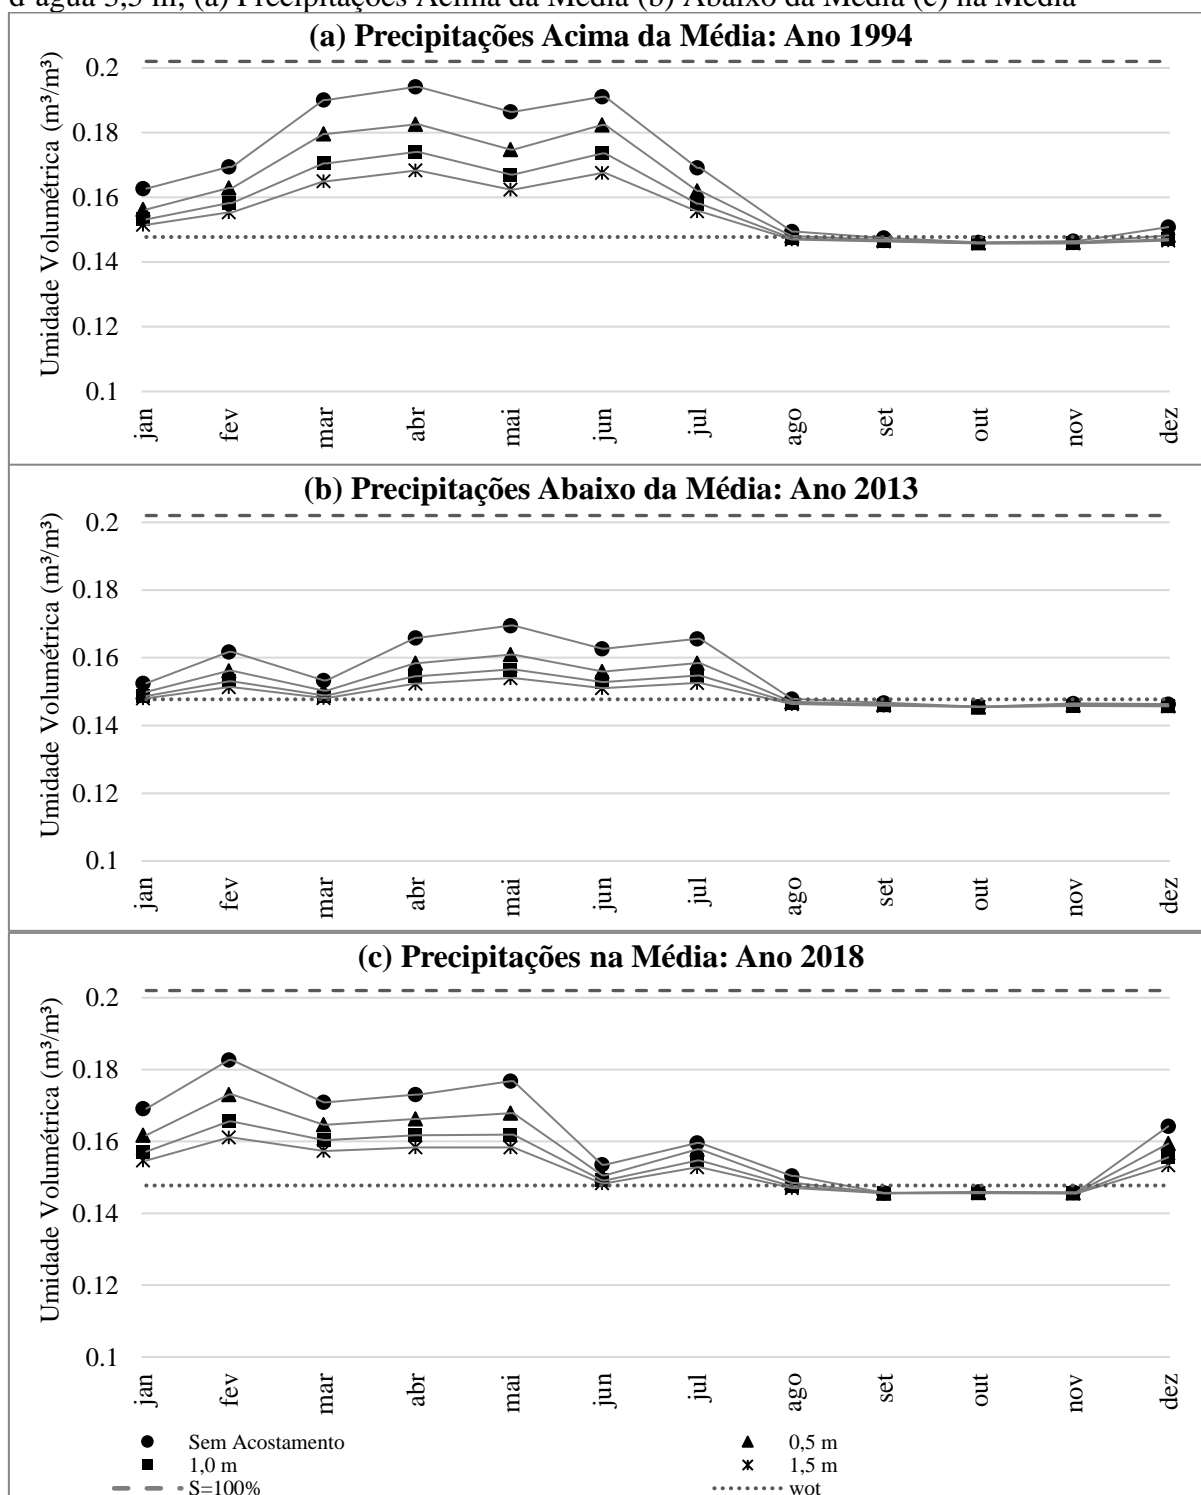 d'água 3,5 m; (a) Precipitações Acima da Média (b) Abaixo da Média (c) na Média
(a) Precipitações Acima da Média: Ano 1994
Umidade Volumétrica (m³/m³)
0.2
0.18
0.16
0.14
0.12
0.1
jan fev mar abr mai jun jul ago set out nov dez
(b) Precipitações Abaixo da Média: Ano 2013
Umidade Volumétrica (m³/m³)
0.2
0.18
0.16
0.14
0.12
0.1
jan fev mar abr mai jun jul ago set out nov dez
(c) Precipitações na Média: Ano 2018
Umidade Volumétrica (m³/m³)
0.2
0.18
0.16
0.14
0.12
0.1
jan fev mar abr mai jun jul ago set out nov dez
Sem Acostamento 0,5 m
1,0 m 1,5 m
S=100% wot